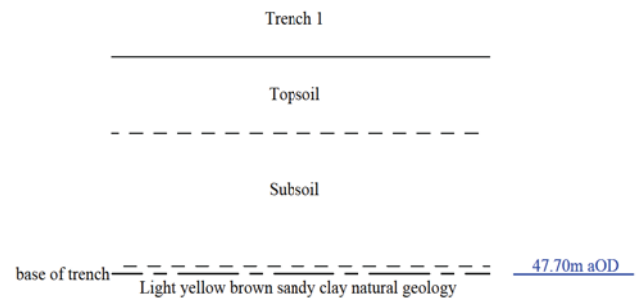 Trench 1
Topsoil
Subsoil
47.70m aOD
base of trench
Light yellow brown sandy clay natural geology